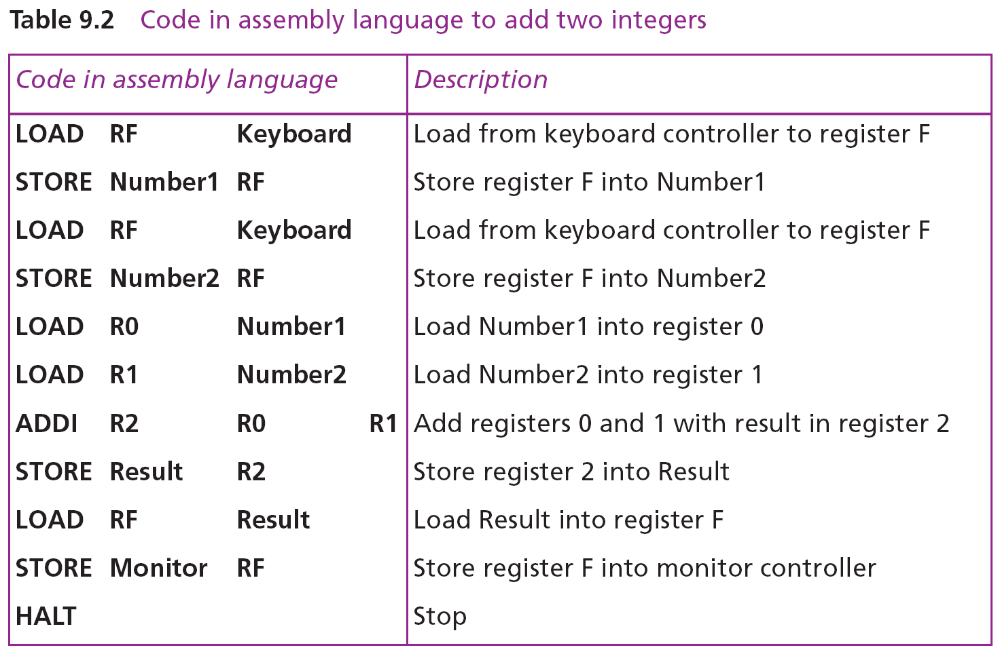 Table 9.2 Code in assembly language to add two integers
Code in assembly language Description
LOAD RF Keyboard Load from keyboard controller to register F
STORE Number1 RF Store register F into Number1
LOAD RF Keyboard Load from keyboard controller to register F
STORE Number2 RF Store register F into Number2
LOAD R0 Number1 Load Number1 into register 0
LOAD R1 Number2 Load Number2 into register 1
ADDI R2 R0 R1 Add registers 0 and 1 with result in register 2
STORE Result R2 Store register 2 into Result
LOAD RF Result Load Result into register F
STORE Monitor RF Store register F into monitor controller
HALT Stop